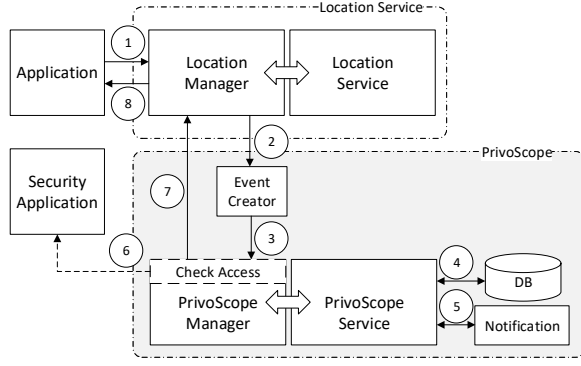 Location Service
1
Application
Location
Manager
Location
Service
8
2
PrivoScope
Security
Application
7
Event
Creator
3
6
Check Access
4
DB
PrivoScope
Manager
PrivoScope
Service
5
Notification